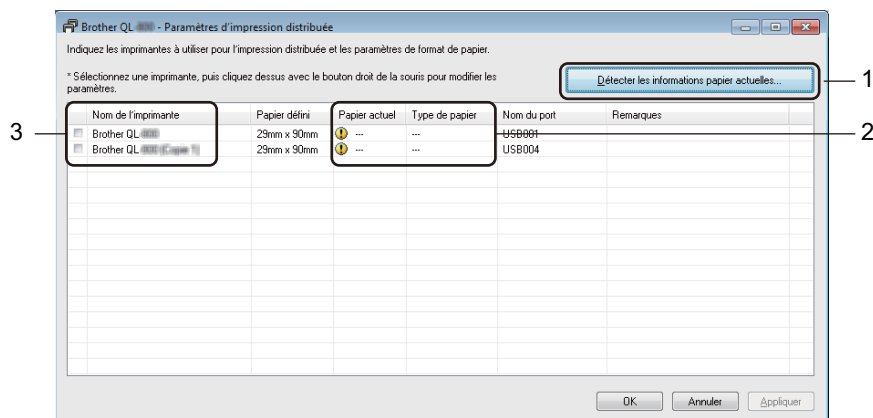 Brother QL - Paramètres d'impression distribuée
Indiquez les imprimantes à utiliser pour l'impression distribuée et les paramètres de format de papier.
* Sélectionnez une imprimante, puis cliquez dessus avec le bouton droit de la souris pour modifier les
paramètres.
Détecter les informations papier actuelles...
1
Nom de l'imprimante Papier défini Papier actuel Type de papier Nom du port Remarques
3
Brother QL 29mm x 90mm --- --- USB001
2
Brother QL 29mm x 90mm --- --- USB004
OK Annuler Appliquer